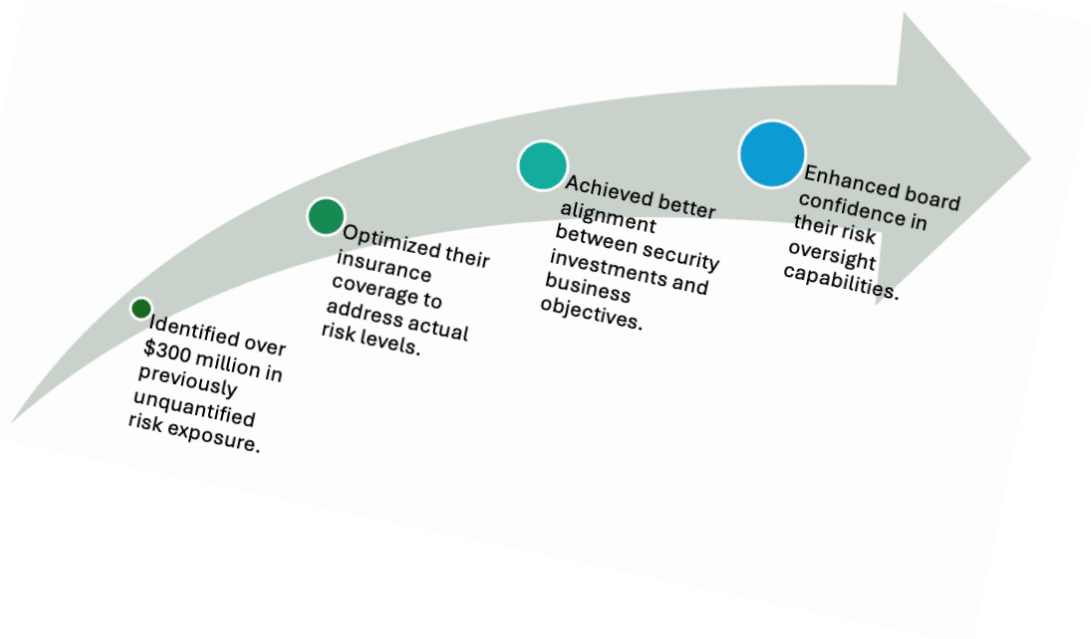 Identified over
$300 million in
previously
unquantified
risk exposure.
Optimized their
insurance
coverage to
address actual
risk levels.
Achieved better
alignment
between security
investments and
business
objectives.
Enhanced board
confidence in
their risk
oversight
capabilities.